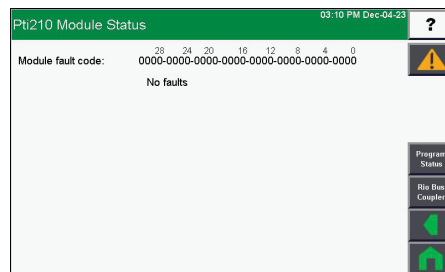 Pti210 Module Status
03:10 PM Dec-04-23
?
28 24 20 16 12 8 4 0
Module fault code: 0000-0000-0000-0000-0000-0000-0000-0000
No faults
Program
Status
Rio Bus
Coupler